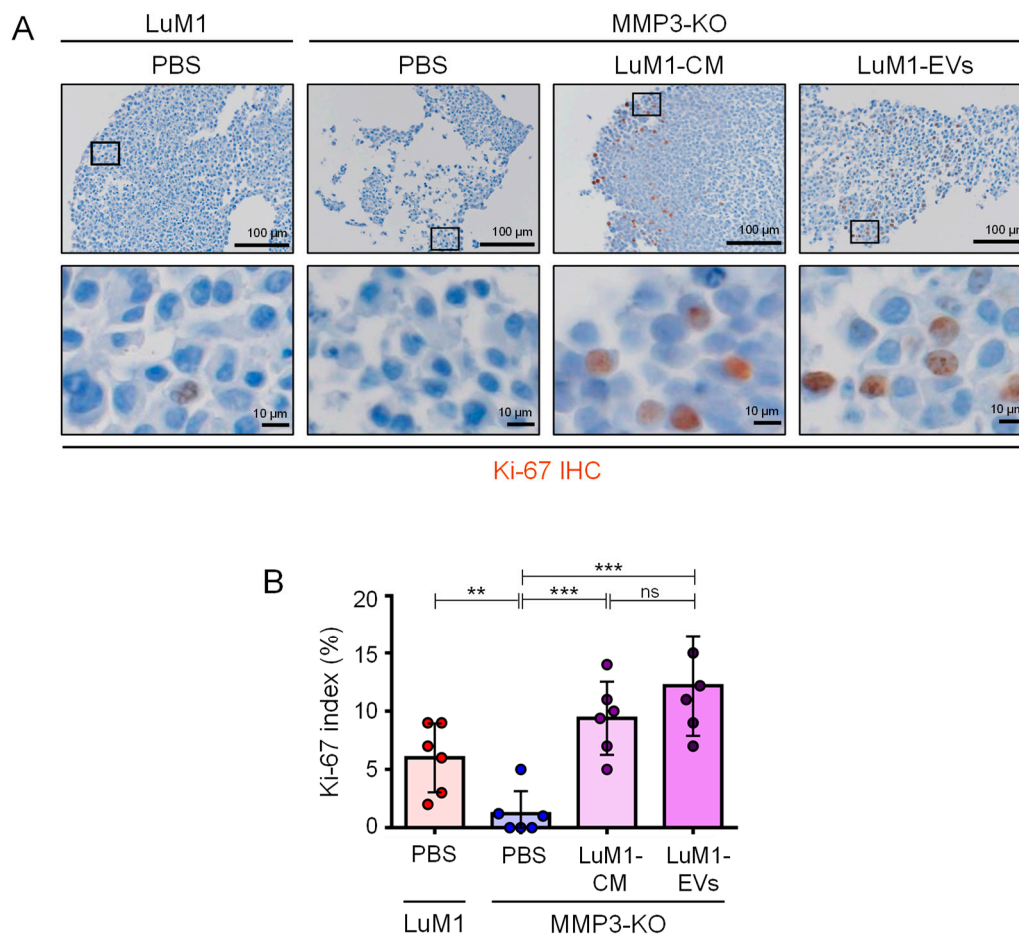 A
LuM1
MMP3-KO
PBS
PBS
LuM1-CM
LuM1-EVs
100 µm
100 µm
100 µm
100 µm
10 µm
10 µm
10 µm
10 µm
Ki-67 IHC
B
***
**
***
ns
Ki-67 index (%)
20
15
10
5
0
PBS
PBS
LuM1-
CM
LuM1-
EVs
LuM1
MMP3-KO